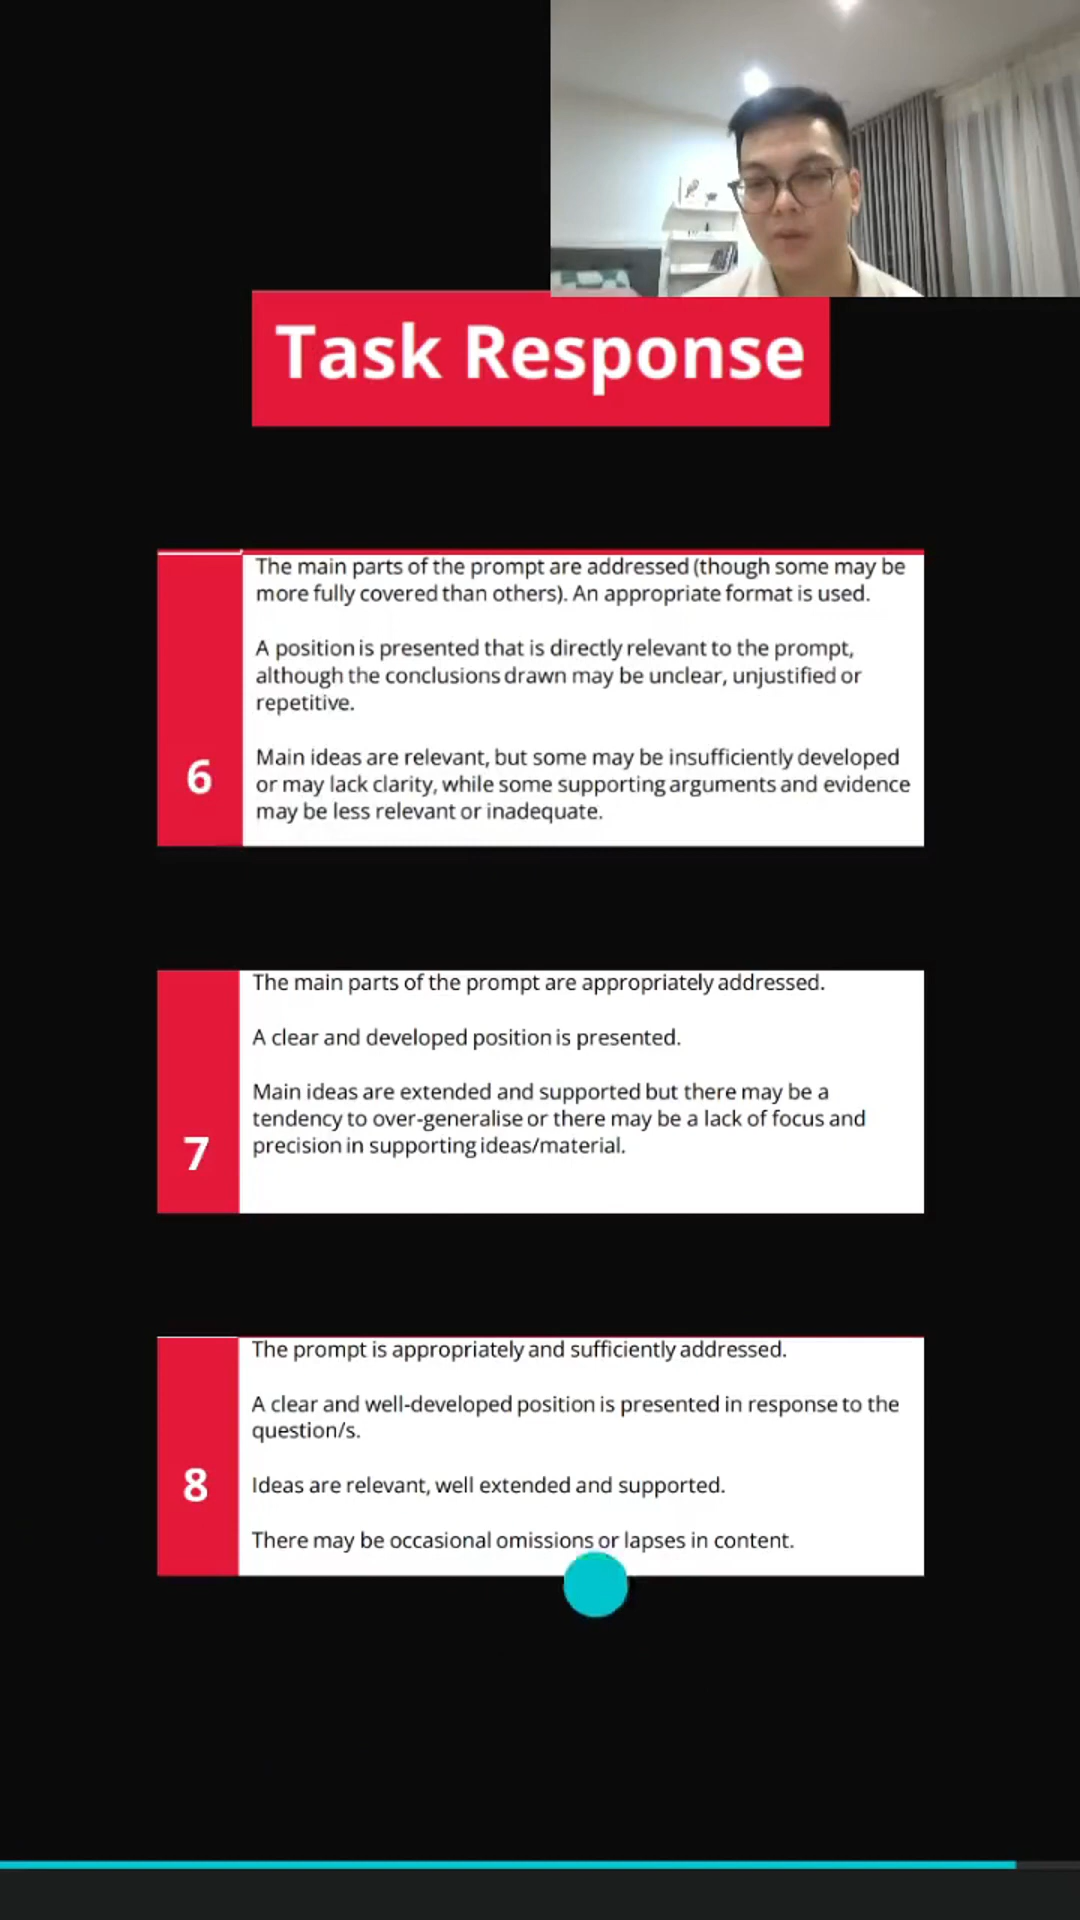 Task Response
The main parts of the prompt are addressed (though some may be
more fully covered than others). An appropriate format is used.
A position is presented that is directly relevant to the prompt,
although the conclusions drawn may be unclear, unjustified or
repetitive.
6
Main ideas are relevant, but some may be insufficiently developed
or may lack clarity, while some supporting arguments and evidence
may be less relevant or inadequate.
The main parts of the prompt are appropriately addressed.
A clear and developed position is presented.
Main ideas are extended and supported but there may be a
tendency to over-generalise or there may be a lack of focus and
precision in supporting ideas/material.
7
The prompt is appropriately and sufficiently addressed.
A clear and well-developed position is presented in response to the
question/s.
8
Ideas are relevant, well extended and supported.
There may be occasional omissions or lapses in content.